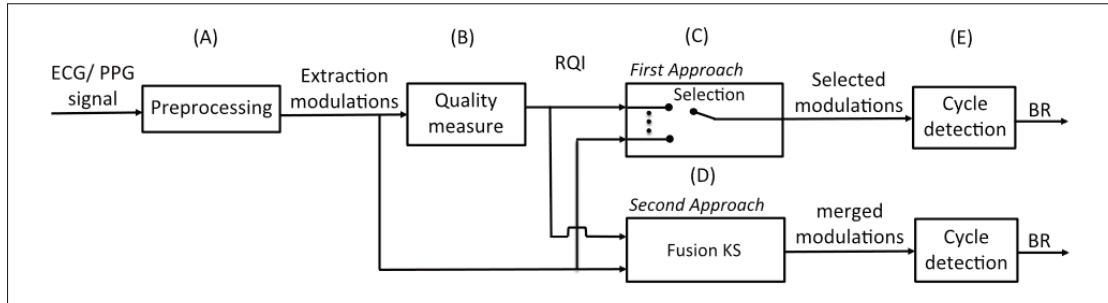 (A)
(B)
(C)
(E)
ECG/ PPG
signal
Preprocessing
Extraction
modulations
Quality
measure
RQI
First Approach
Selection
Selected
modulations
Cycle
detection
BR
(D)
Second Approach
Fusion KS
merged
modulations
Cycle
detection
BR